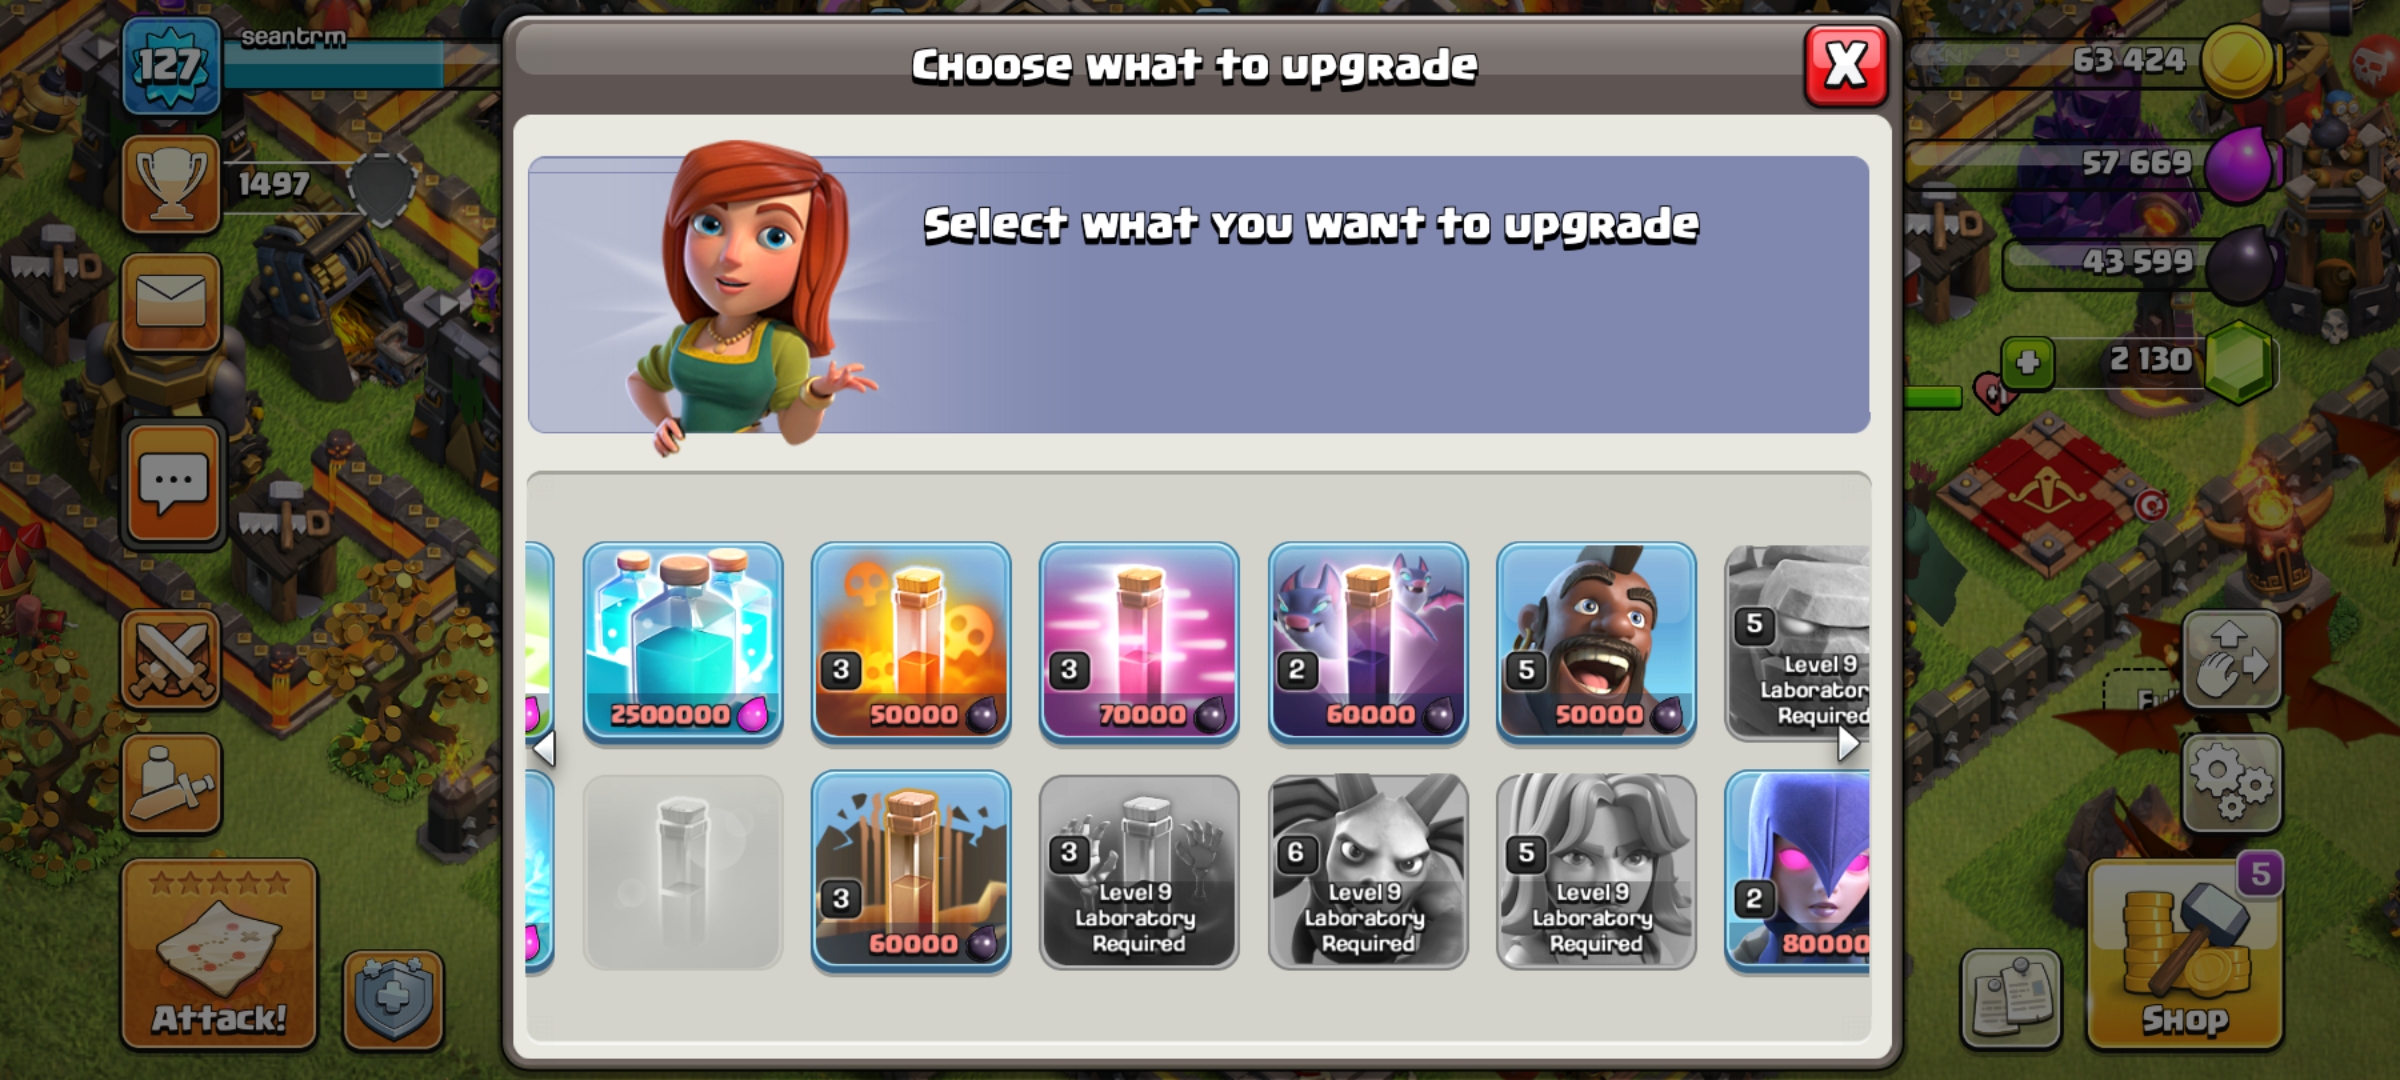 127
seantrm
Choose what to upgrade
X
63 424
57 669
1497
43 599
2 130
Select what you want to upgrade
2500000
3
50000
3
70000
2
60000
5
50000
5
Level 9
Laboratory
Required
3
60000
3
Level 9
Laboratory
Required
6
Level 9
Laboratory
Required
5
Level 9
Laboratory
Required
2
80000
Attack!
5
Shop